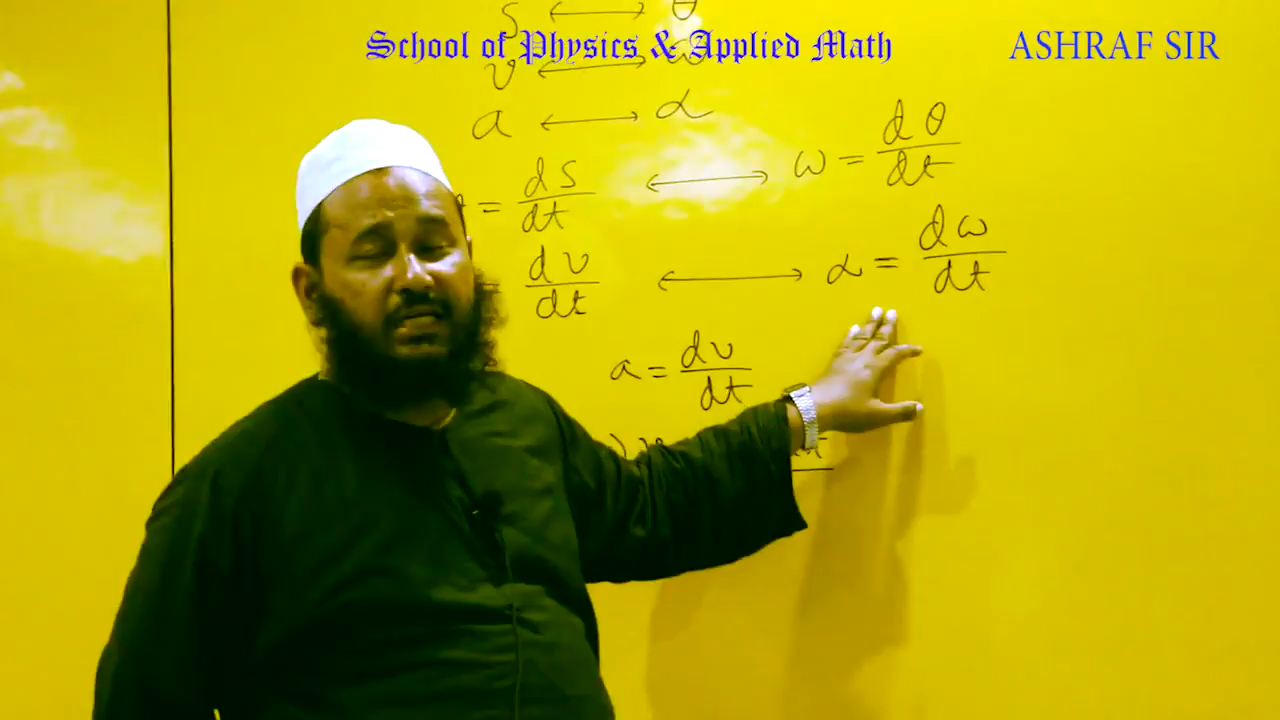 S ⟷ θ
School of Physics & Applied Math
ASHRAF SIR
v ⟷ ω
a ⟷ α
= dS/dt ⟷ ω = dθ/dt
dv/dt ⟷ α = dω/dt
a = dv/dt